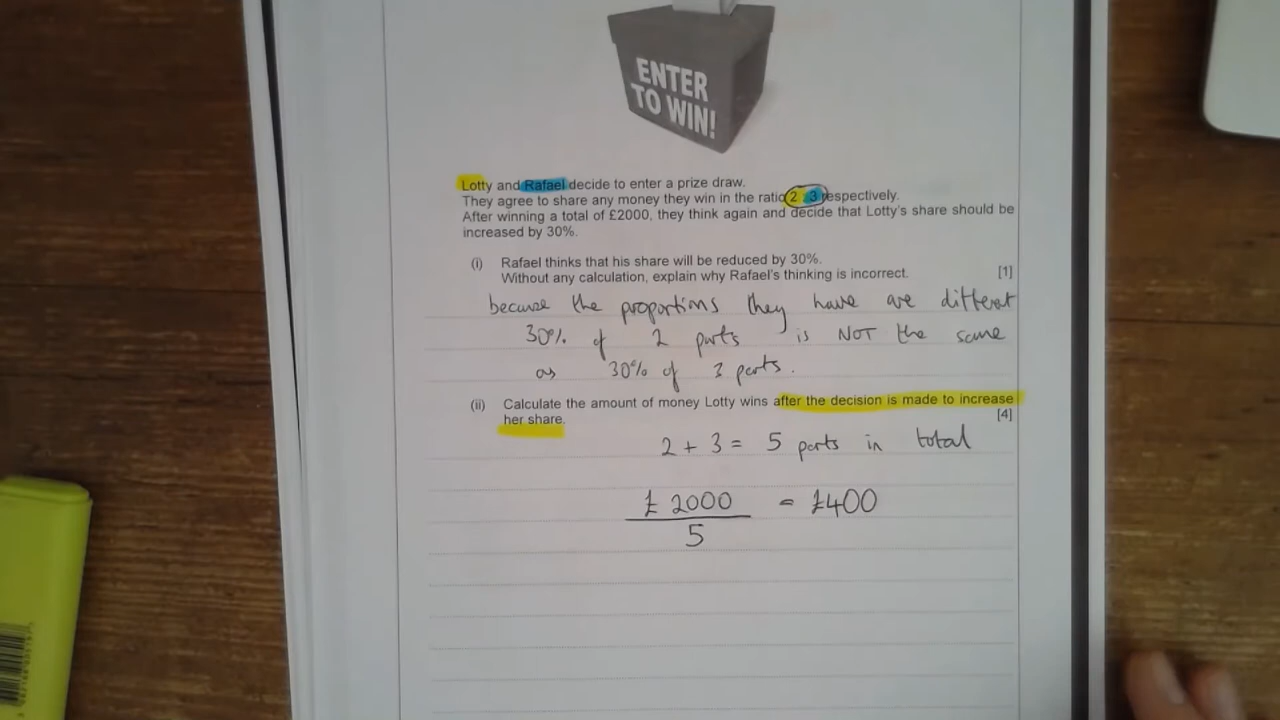 ENTER
TO WIN!
Lotty and Rafael decide to enter a prize draw.
They agree to share any money they win in the ratio 2 : 3 respectively.
After winning a total of £2000, they think again and decide that Lotty's share should be
increased by 30%.
(i) Rafael thinks that his share will be reduced by 30%.
Without any calculation, explain why Rafael's thinking is incorrect. [1]
because the proportions they have are different
30% of 2 parts is NOT the same
as 30% of 3 parts.
(ii) Calculate the amount of money Lotty wins after the decision is made to increase
her share. [4]
2 + 3 = 5 parts in total
£ 2000 = £400
5